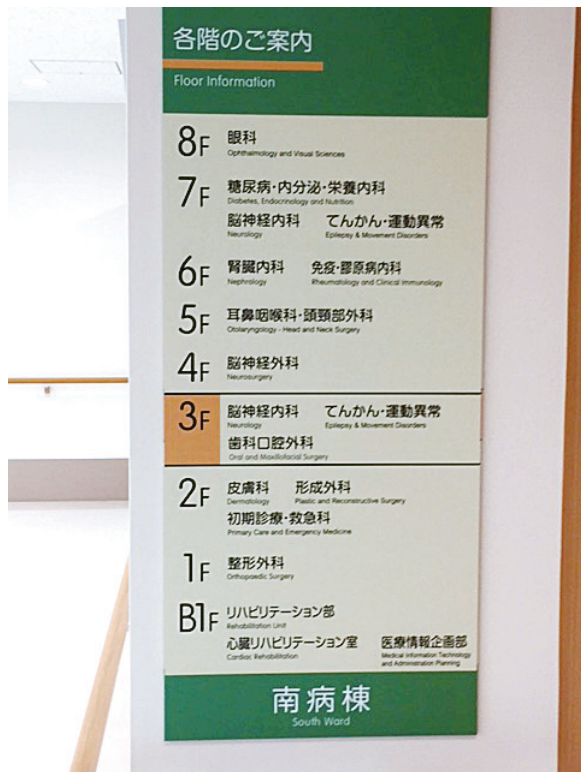 各階のご案内
Floor Information
8F 眼科
Ophthalmology and Visual Sciences
7F 糖尿病・内分泌・栄養内科
Diabetes, Endocrinology and Nutrition
脳神経内科 てんかん・運動異常
Neurology Epilepsy & Movement Disorders
6F 腎臓内科 免疫・膠原病内科
Nephrology Rheumatology and Clinical Immunology
5F 耳鼻咽喉科・頭頸部外科
Otolaryngology - Head and Neck Surgery
4F 脳神経外科
Neurosurgery
3F 脳神経内科 てんかん・運動異常
Neurology Epilepsy & Movement Disorders
歯科口腔外科
Oral and Maxillofacial Surgery
2F 皮膚科 形成外科
Dermatology Plastic and Reconstructive Surgery
初期診療・救急科
Primary Care and Emergency Medicine
1F 整形外科
Orthopaedic Surgery
B1F リハビリテーション部
Rehabilitation Unit
心臓リハビリテーション室 医療情報企画部
Cardiac Rehabilitation Medical Information Technology
and Administration Planning
南病棟
South Ward